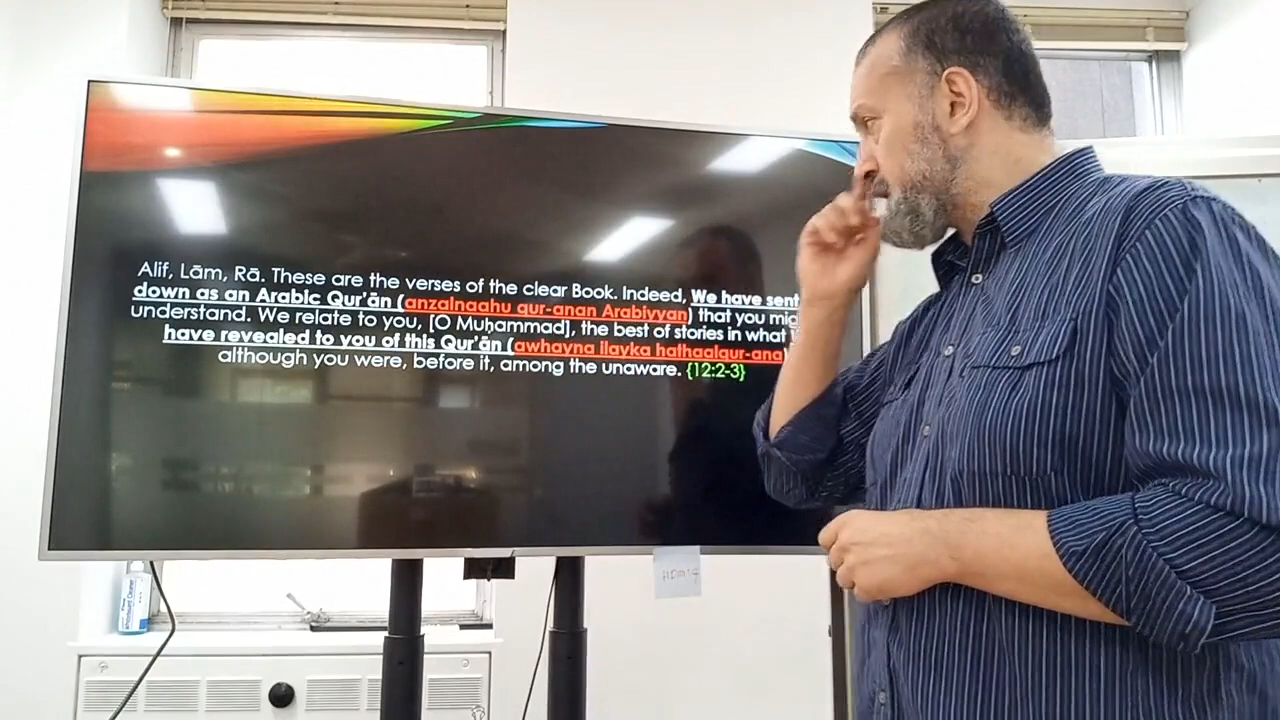 Alif, Lām, Rā. These are the verses of the clear Book. Indeed, We have sent
down as an Arabic Qur'ān (anzalnaahu qur-anan Arabiyyan) that you
understand. We relate to you, [O Muḥammad], the best of stories in what
have revealed to you of this Qur'ān (awhayna ilayka hathaalqur-ana
although you were, before it, among the unaware. {12:2-3}